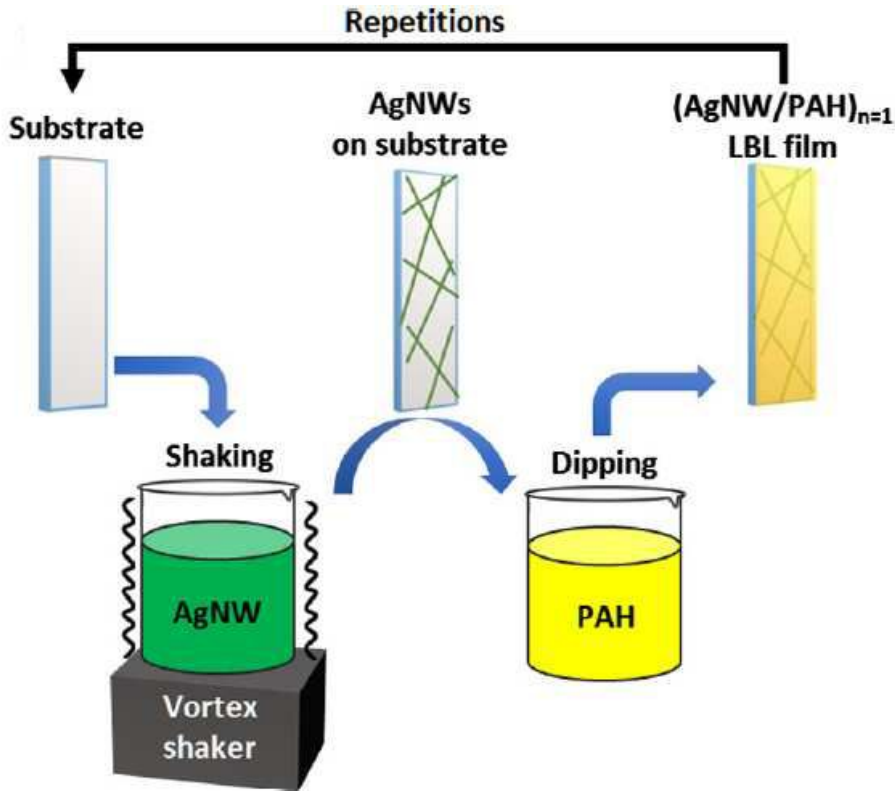 Repetitions
Substrate
AgNWs
on substrate
(AgNW/PAH)n=1
LBL film
Shaking
Dipping
AgNW
PAH
Vortex
shaker